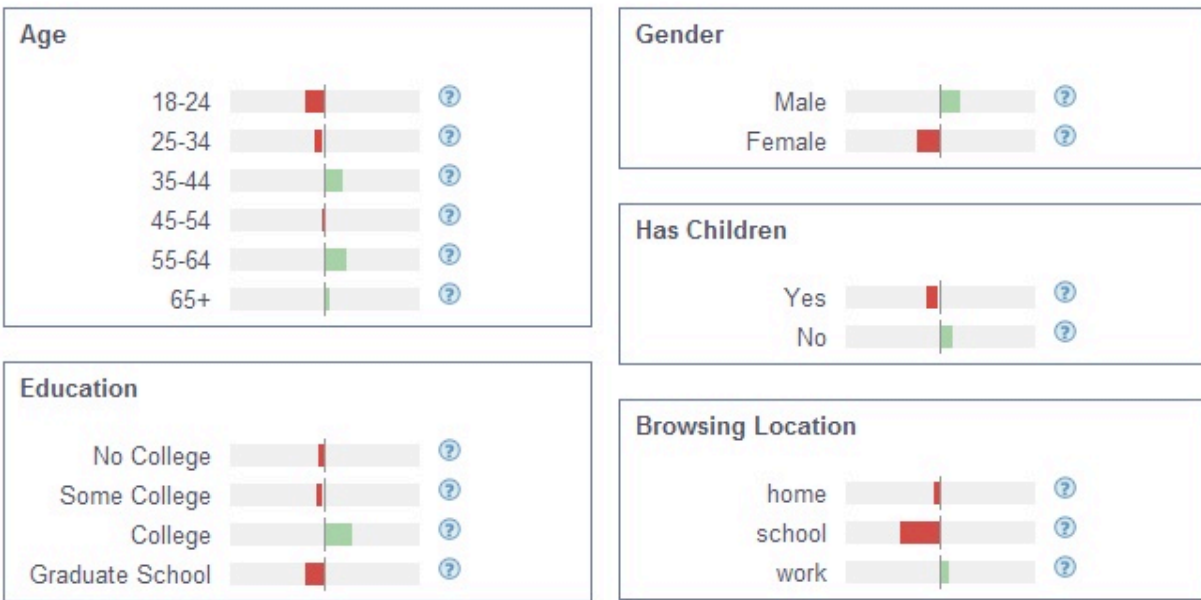 Age
18-24 ?
25-34 ?
35-44 ?
45-54 ?
55-64 ?
65+ ?
Education
No College ?
Some College ?
College ?
Graduate School ?
Gender
Male ?
Female ?
Has Children
Yes ?
No ?
Browsing Location
home ?
school ?
work ?